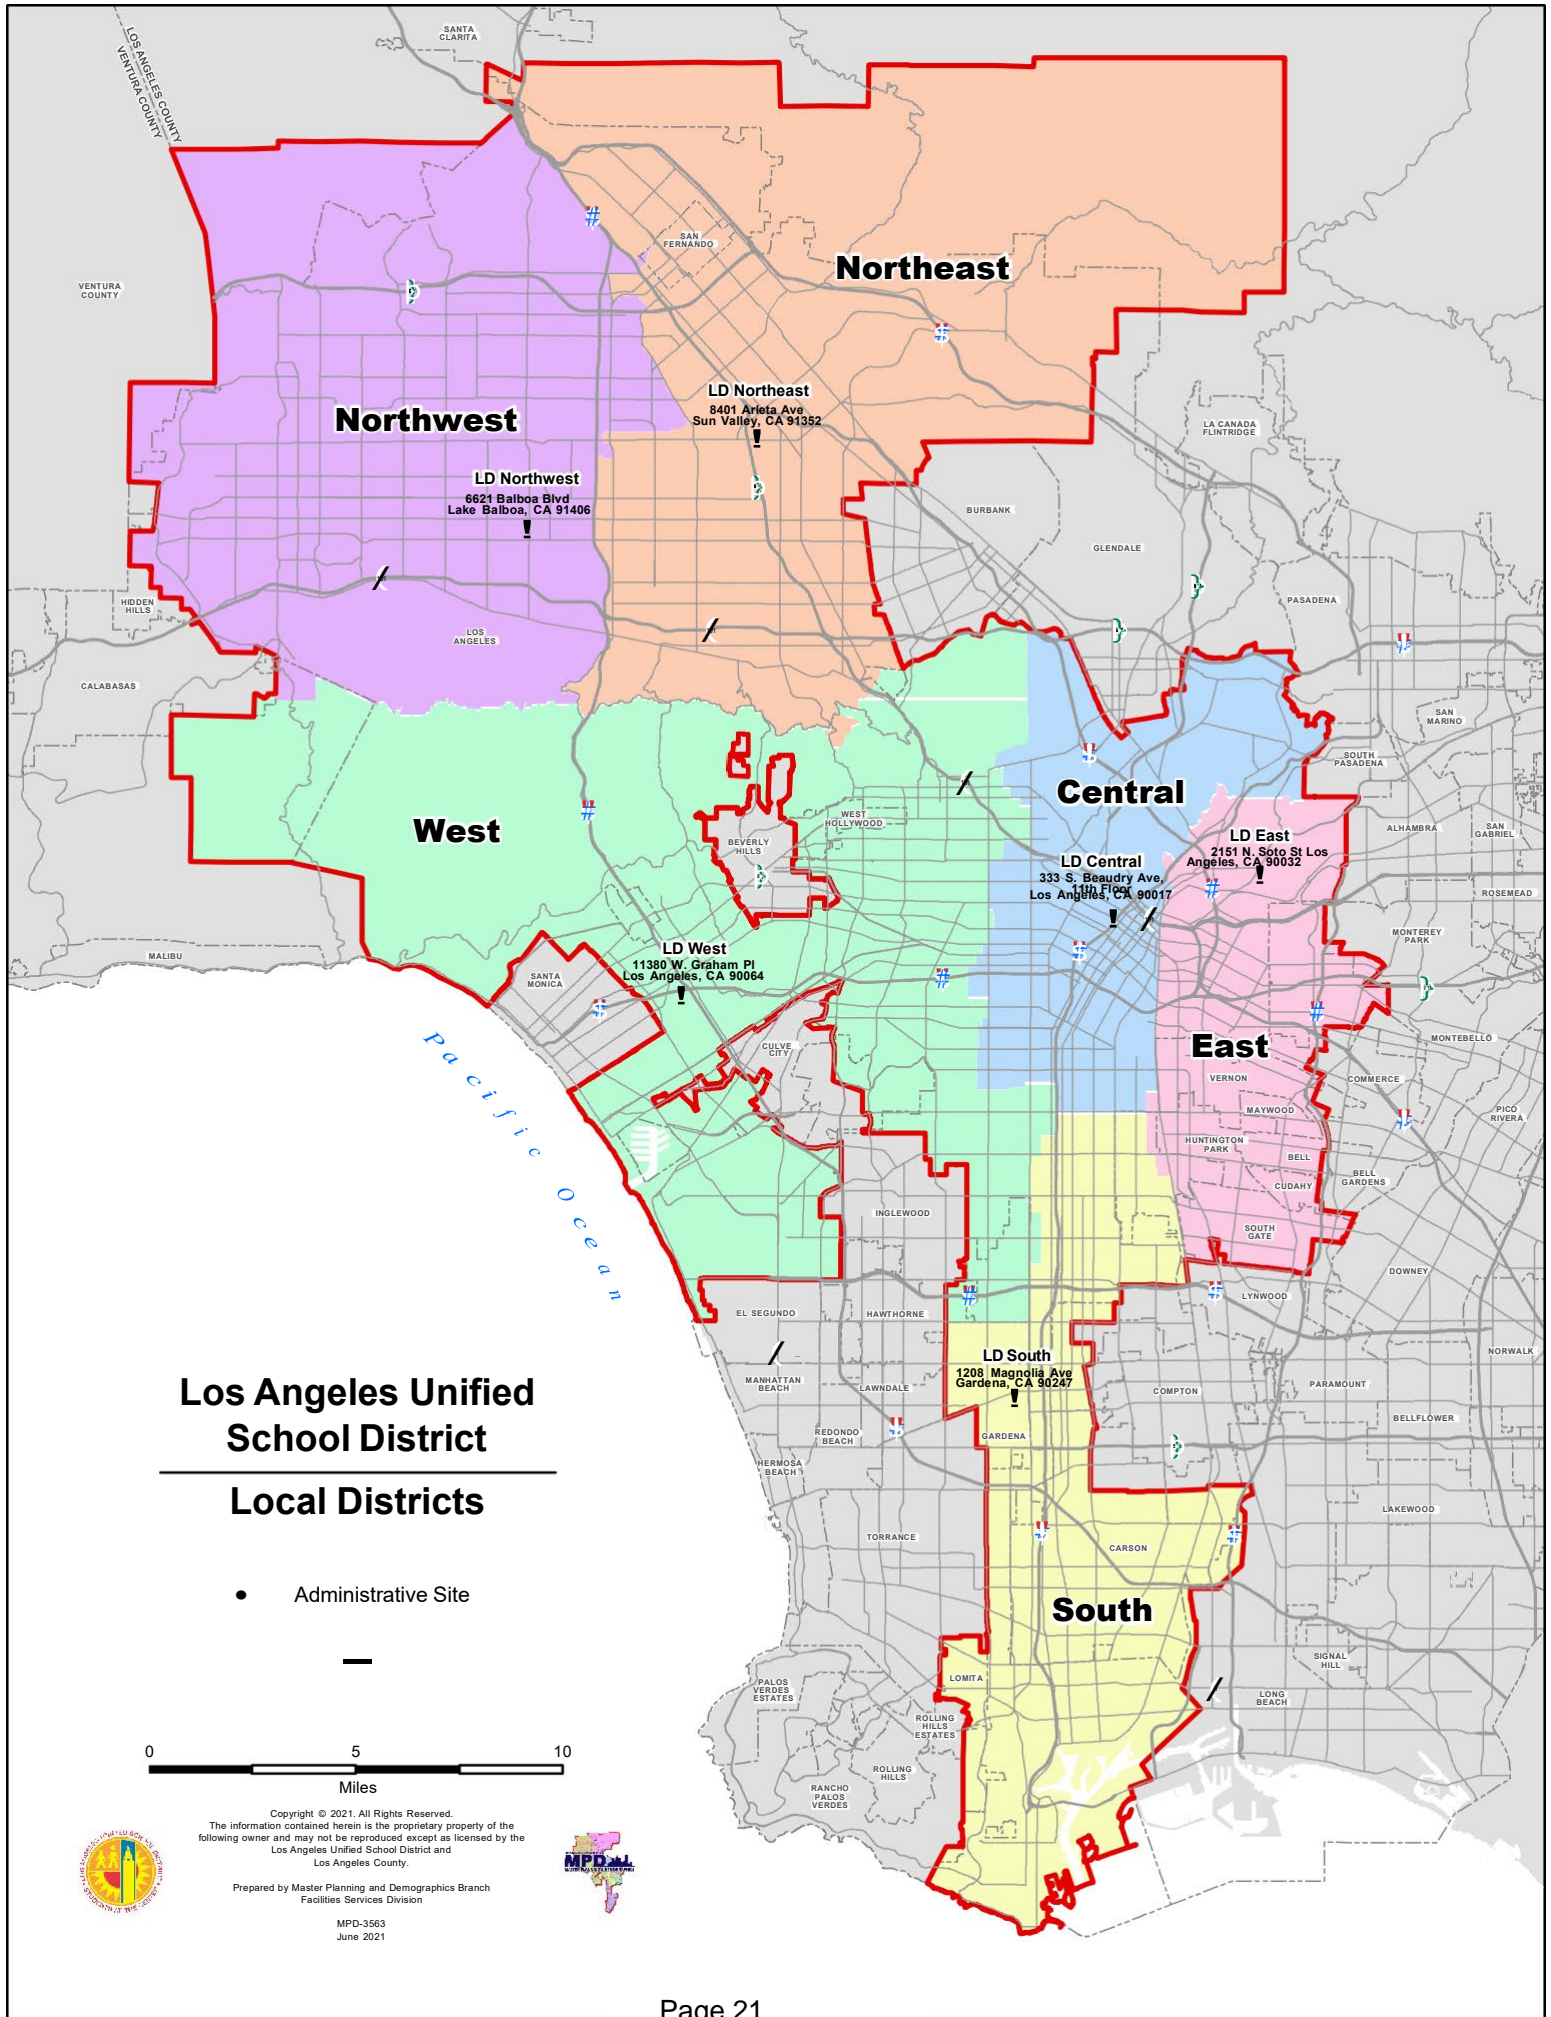 SANTA
CLARITA
LOS ANGELES COUNTY
VENTURA COUNTY
SAN
FERNANDO
Northeast
VENTURA
COUNTY
LD Northeast
8401 Arleta Ave
Sun Valley, CA 91352
Northwest
LA CANADA
FLINTRIDGE
LD Northwest
6621 Balboa Blvd
Lake Balboa, CA 91406
BURBANK
GLENDALE
HIDDEN
HILLS
PASADENA
LOS
ANGELES
CALABASAS
SAN
MARINO
SOUTH
PASADENA
Central
West
WEST
HOLLYWOOD
BEVERLY
HILLS
ALHAMBRA
SAN
GABRIEL
LD East
2151 N. Soto St Los
Angeles, CA 90032
LD Central
333 S. Beaudry Ave,
11th Floor
Los Angeles, CA 90017
ROSEMEAD
MONTEREY
PARK
MALIBU
LD West
11380 W. Graham Pl
Los Angeles, CA 90064
SANTA
MONICA
CULVE
CITY
East
MONTEBELLO
Pacific Ocean
VERNON
COMMERCE
MAYWOOD
PICO
RIVERA
HUNTINGTON
PARK
BELL
BELL
GARDENS
CUDAHY
INGLEWOOD
SOUTH
GATE
DOWNEY
LYNWOOD
EL SEGUNDO
HAWTHORNE
NORWALK
LD South
1208 Magnolia Ave
Gardena, CA 90247
MANHATTAN
BEACH
LAWNDALE
COMPTON
PARAMOUNT
Los Angeles Unified
School District
BELLFLOWER
REDONDO
BEACH
GARDENA
HERMOSA
BEACH
Local Districts
LAKEWOOD
TORRANCE
CARSON
Administrative Site
South
SIGNAL
HILL
LOMITA
PALOS
VERDES
ESTATES
LONG
BEACH
ROLLING
HILLS
ESTATES
0 5 10
Miles
ROLLING
HILLS
RANCHO
PALOS
VERDES
Copyright © 2021. All Rights Reserved.
The information contained herein is the proprietary property of the
following owner and may not be reproduced except as licensed by the
Los Angeles Unified School District and
Los Angeles County.
MPD
Prepared by Master Planning and Demographics Branch
Facilities Services Division
MPD-3563
June 2021
Page 21